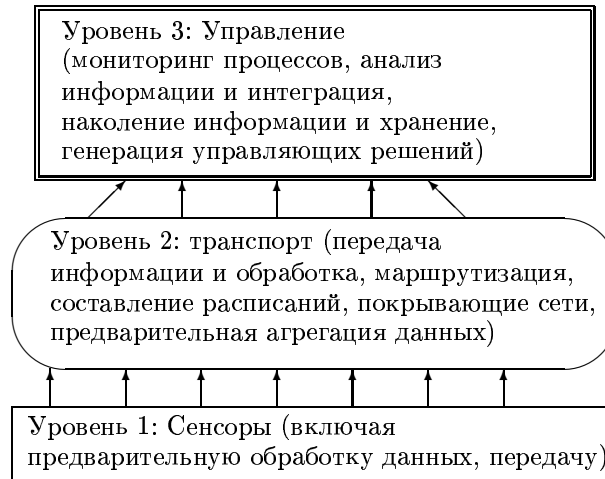 Уровень 3: Управление
(мониторинг процессов, анализ
информации и интеграция,
наколение информации и хранение,
генерация управляющих решений)
Уровень 2: транспорт (передача
информации и обработка, маршрутизация,
составление расписаний, покрывающие сети,
предварительная агрегация данных)
Уровень 1: Сенсоры (включая
предварительную обработку данных, передачу)